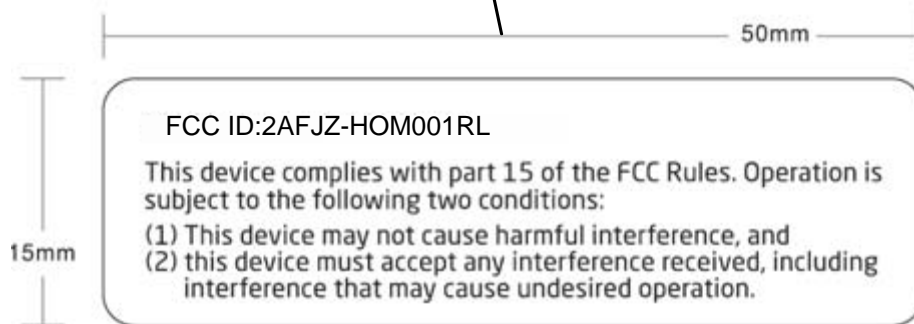 50mm
FCC ID:2AFJZ-HOM001RL
This device complies with part 15 of the FCC Rules. Operation is
subject to the following two conditions:
(1) This device may not cause harmful interference, and
15mm
(2) this device must accept any interference received, including
interference that may cause undesired operation.